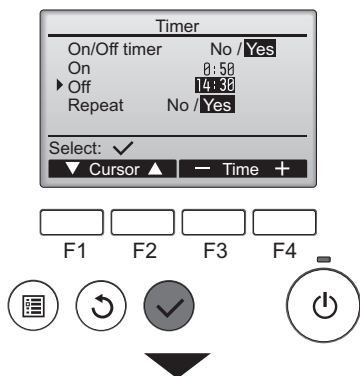 Timer
On/Off timer No / Yes
On 0:50
Off 14:30
Repeat No / Yes
Select: ✓
▼ Cursor ▲ － Time ＋
F1 F2 F3 F4